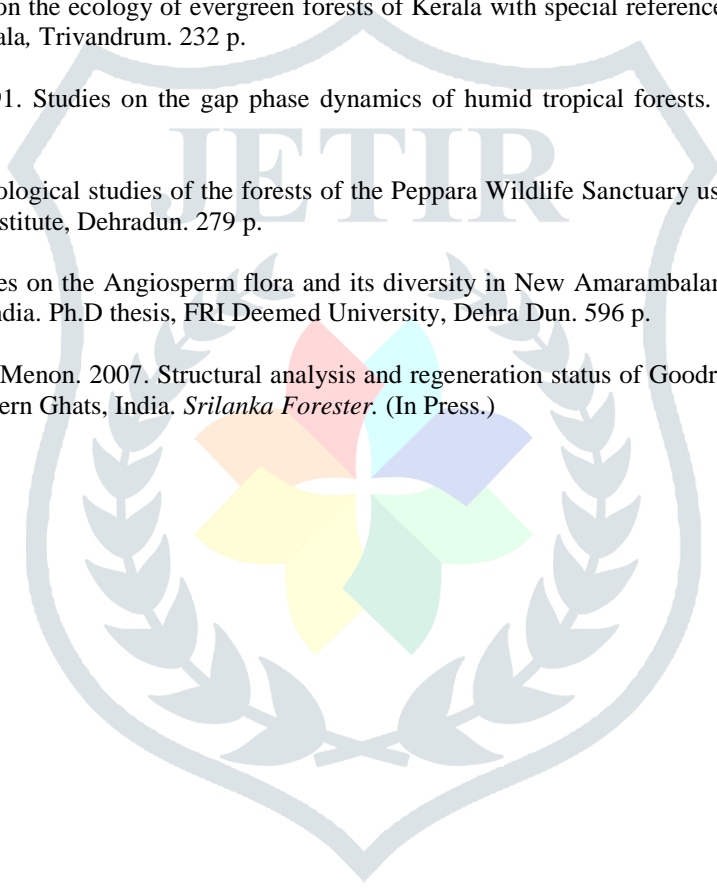 on the ecology of evergreen forests of Kerala with special reference
ala, Trivandrum. 232 p.
91. Studies on the gap phase dynamics of humid tropical forests.
JETIR
ological studies of the forests of the Peppara Wildlife Sanctuary us
stitute, Dehradun. 279 p.
es on the Angiosperm flora and its diversity in New Amarambalam
ndia. Ph.D thesis, FRI Deemed University, Dehra Dun. 596 p.
Menon. 2007. Structural analysis and regeneration status of Goodr
ern Ghats, India. Srilanka Forester. (In Press.)